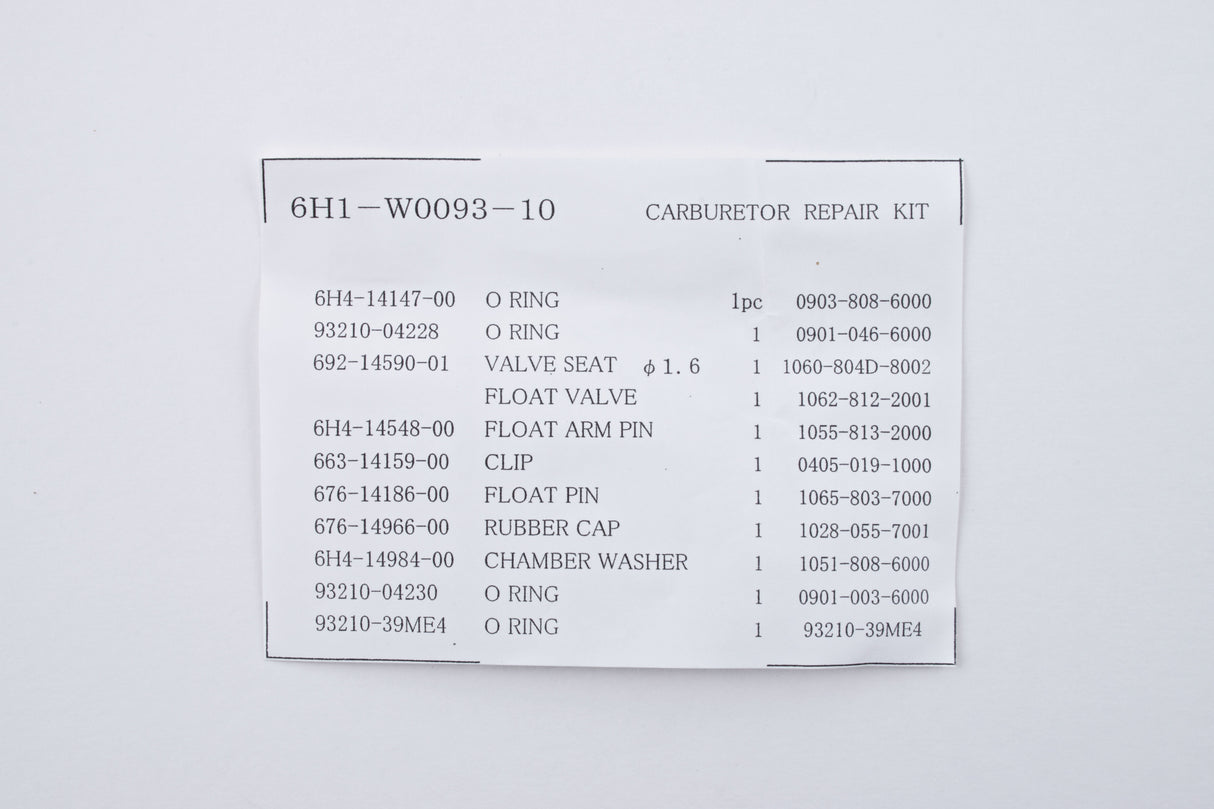 6H1-W0093-10 CARBURETOR REPAIR KIT
6H4-14147-00 O RING 1pc 0903-808-6000
93210-04228 O RING 1 0901-046-6000
692-14590-01 VALVE SEAT φ1.6 1 1060-804D-8002
FLOAT VALVE 1 1062-812-2001
6H4-14548-00 FLOAT ARM PIN 1 1055-813-2000
663-14159-00 CLIP 1 0405-019-1000
676-14186-00 FLOAT PIN 1 1065-803-7000
676-14966-00 RUBBER CAP 1 1028-055-7001
6H4-14984-00 CHAMBER WASHER 1 1051-808-6000
93210-04230 O RING 1 0901-003-6000
93210-39ME4 O RING 1 93210-39ME4